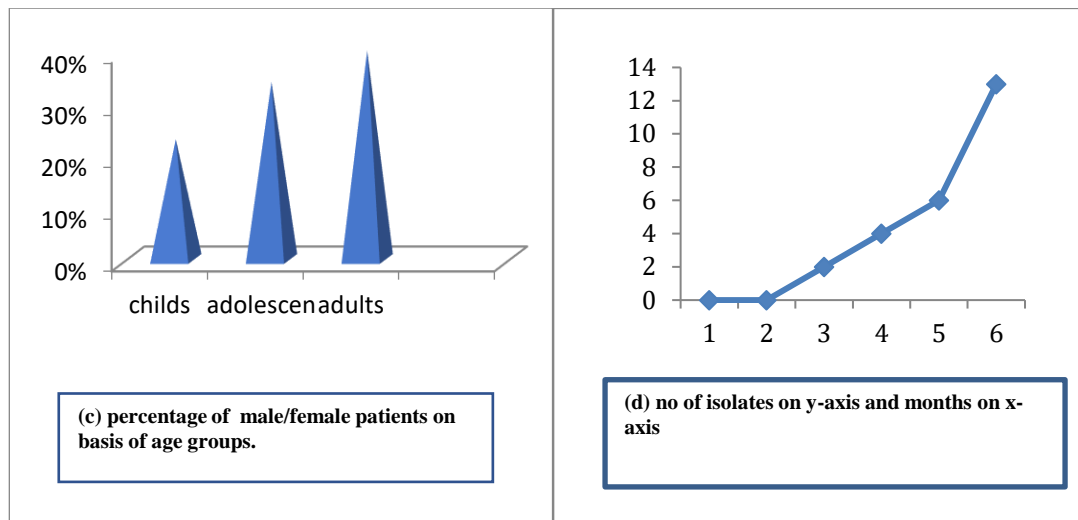 40%
30%
20%
10%
0%
childs adolescen adults
(c) percentage of male/female patients on
basis of age groups.
14
12
10
8
6
4
2
0
1 2 3 4 5 6
(d) no of isolates on y-axis and months on x-
axis